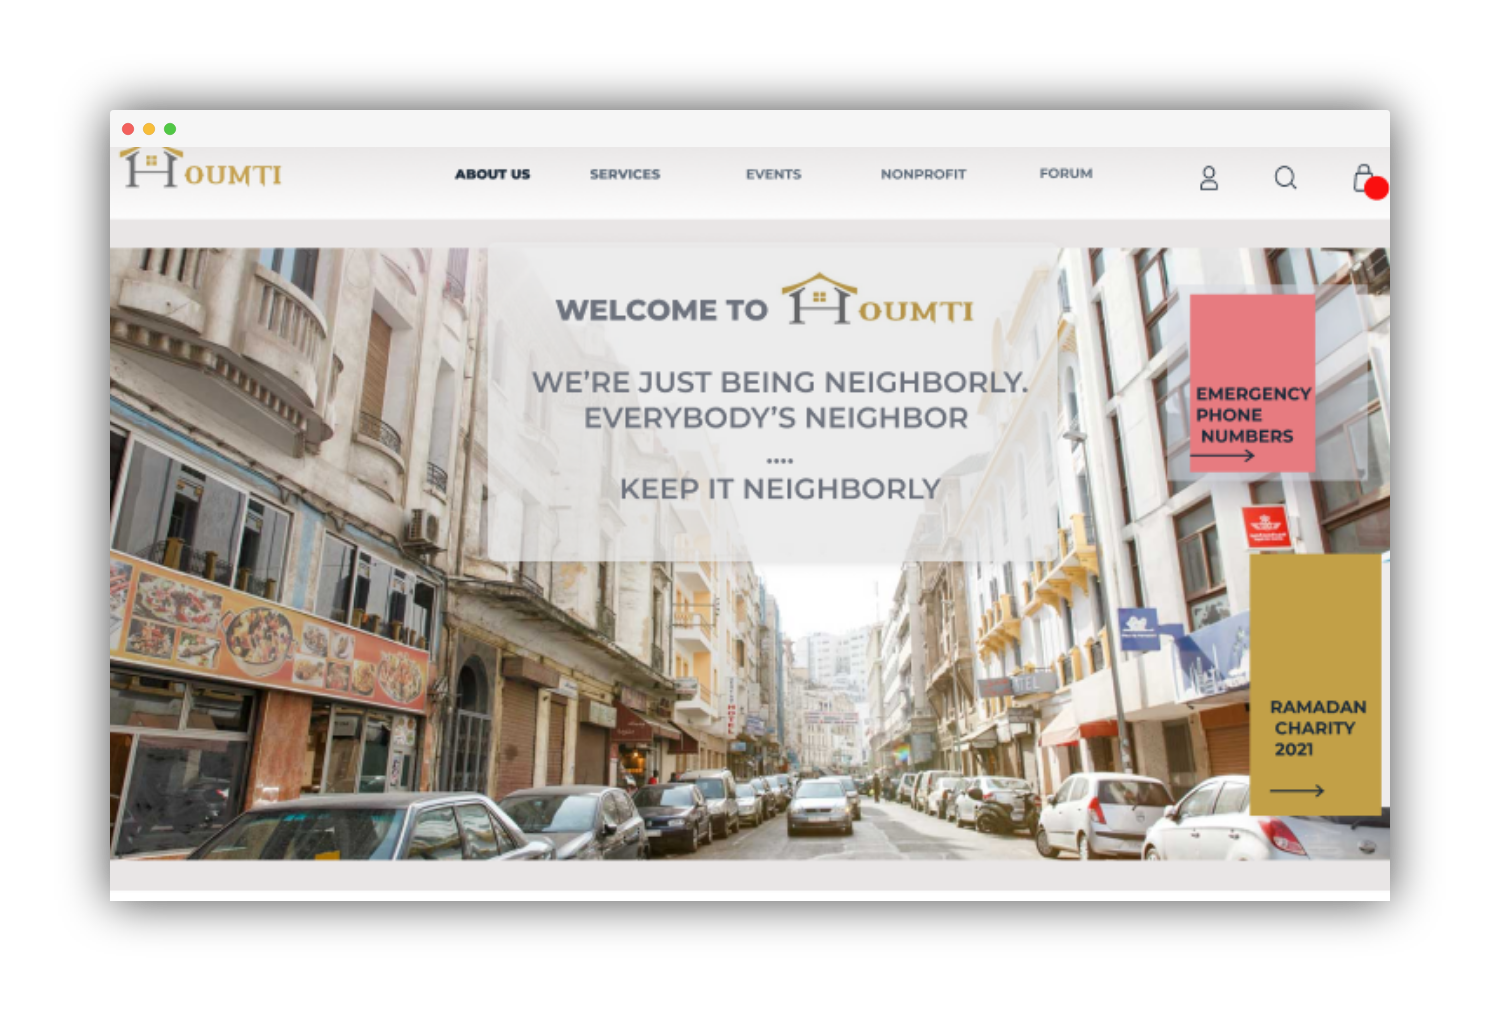 HOUMTI
ABOUT US
SERVICES
EVENTS
NONPROFIT
FORUM
WELCOME TO HOUMTI
WE'RE JUST BEING NEIGHBORLY.
EVERYBODY'S NEIGHBOR
....
KEEP IT NEIGHBORLY
EMERGENCY
PHONE
NUMBERS
RAMADAN
CHARITY
2021
HOTEL